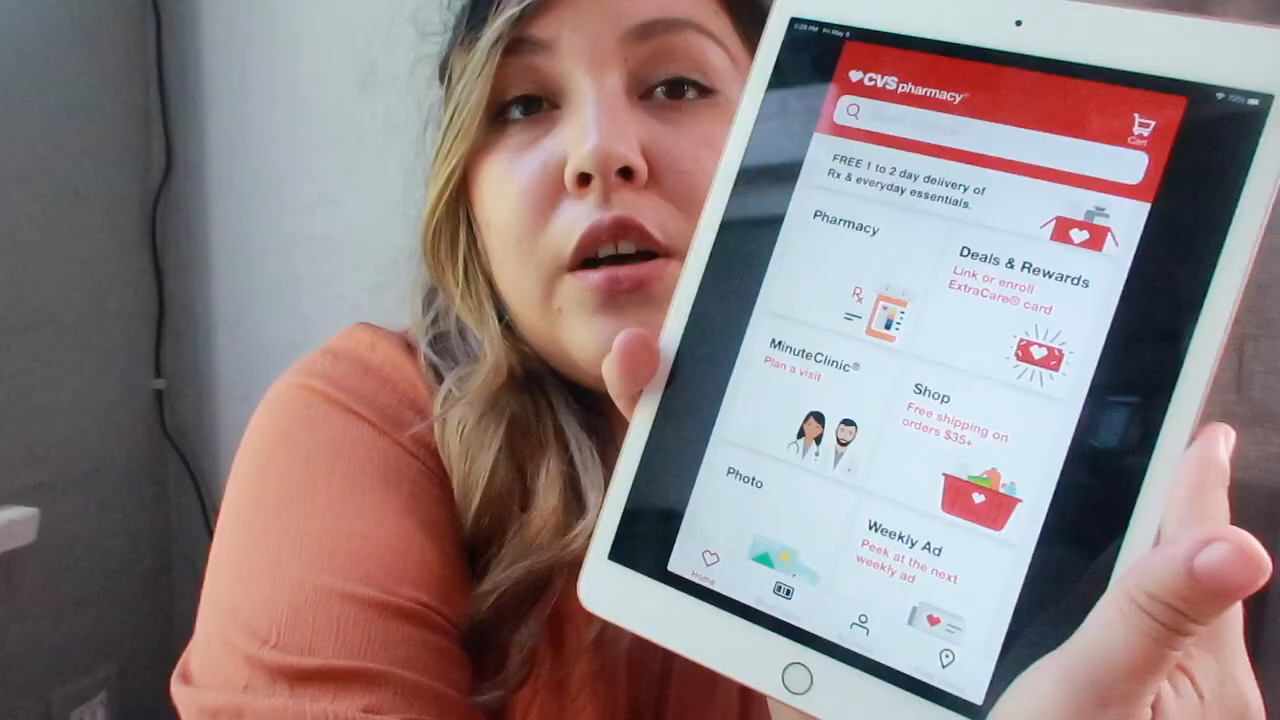 CVS pharmacy®
Cart
FREE 1 to 2 day delivery of
Rx & everyday essentials.
Pharmacy
Rx
Deals & Rewards
Link or enroll
ExtraCare® card
MinuteClinic®
Plan a visit
Shop
Free shipping on
orders $35+
Photo
Weekly Ad
Peek at the next
weekly ad
Home